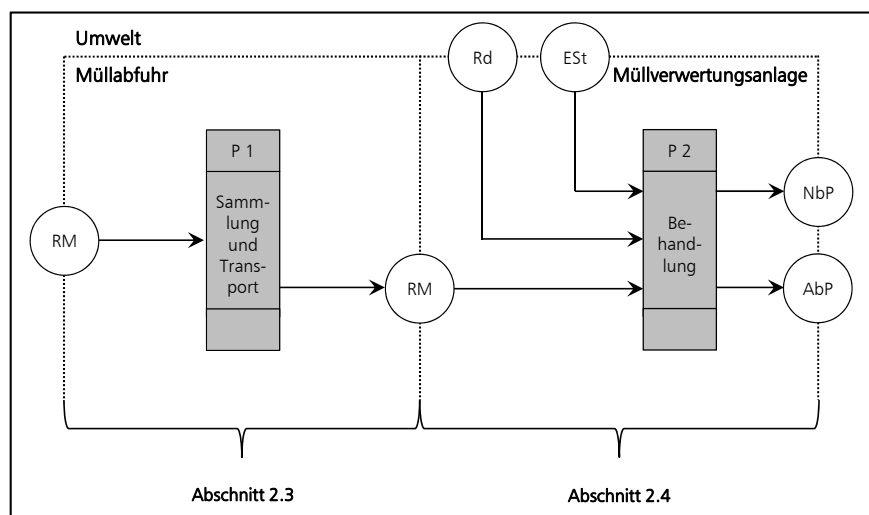 Umwelt
Müllabfuhr
Rd
ESt
Müllverwertungsanlage
P 1
Samm-
lung
und
Trans-
port
RM
RM
P 2
Be-
hand-
lung
NbP
AbP
Abschnitt 2.3
Abschnitt 2.4